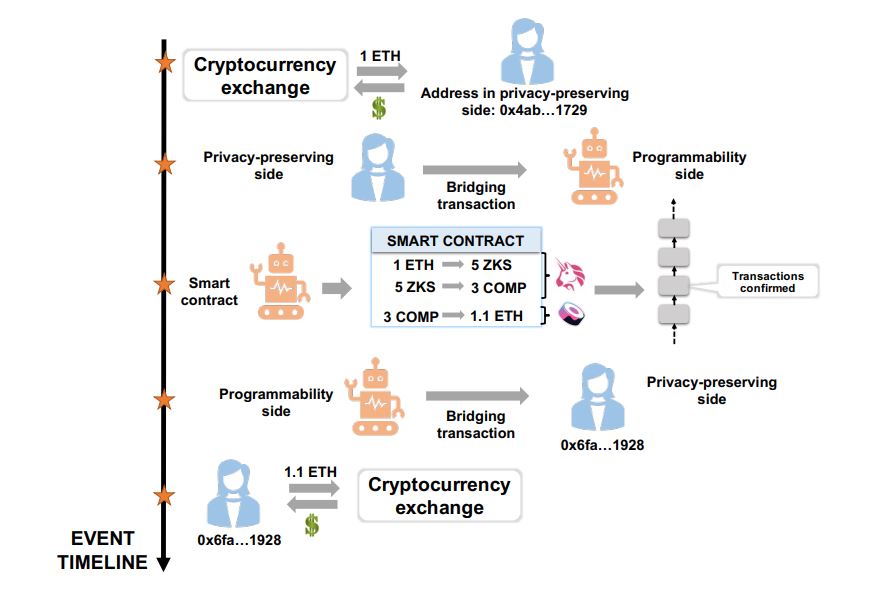 Cryptocurrency
exchange
1 ETH
$
Address in privacy-preserving
side: 0x4ab…1729
Privacy-preserving
side
Bridging
transaction
Programmability
side
Smart
contract
SMART CONTRACT
1 ETH 5 ZKS
5 ZKS 3 COMP
3 COMP 1.1 ETH
Transactions
confirmed
Programmability
side
Bridging
transaction
Privacy-preserving
side
0x6fa…1928
1.1 ETH
$
Cryptocurrency
exchange
0x6fa…1928
EVENT
TIMELINE